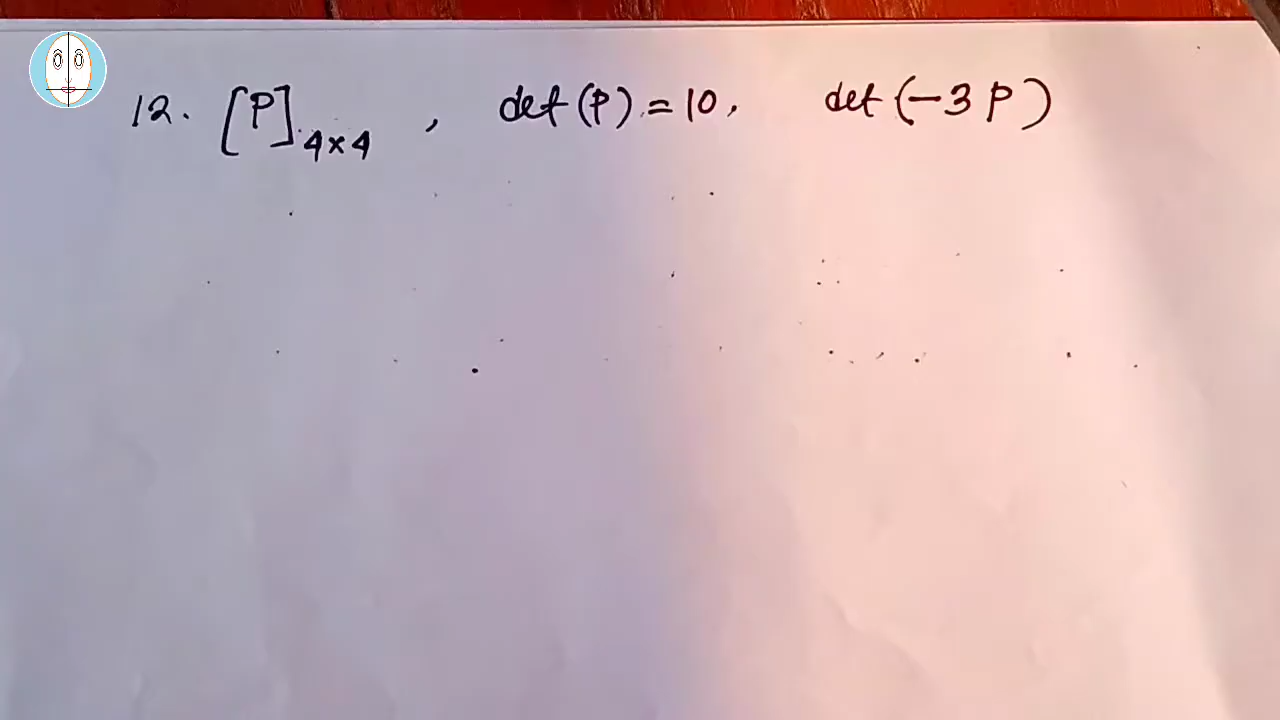 12. [P]4×4 , det(P) = 10, det(-3P)